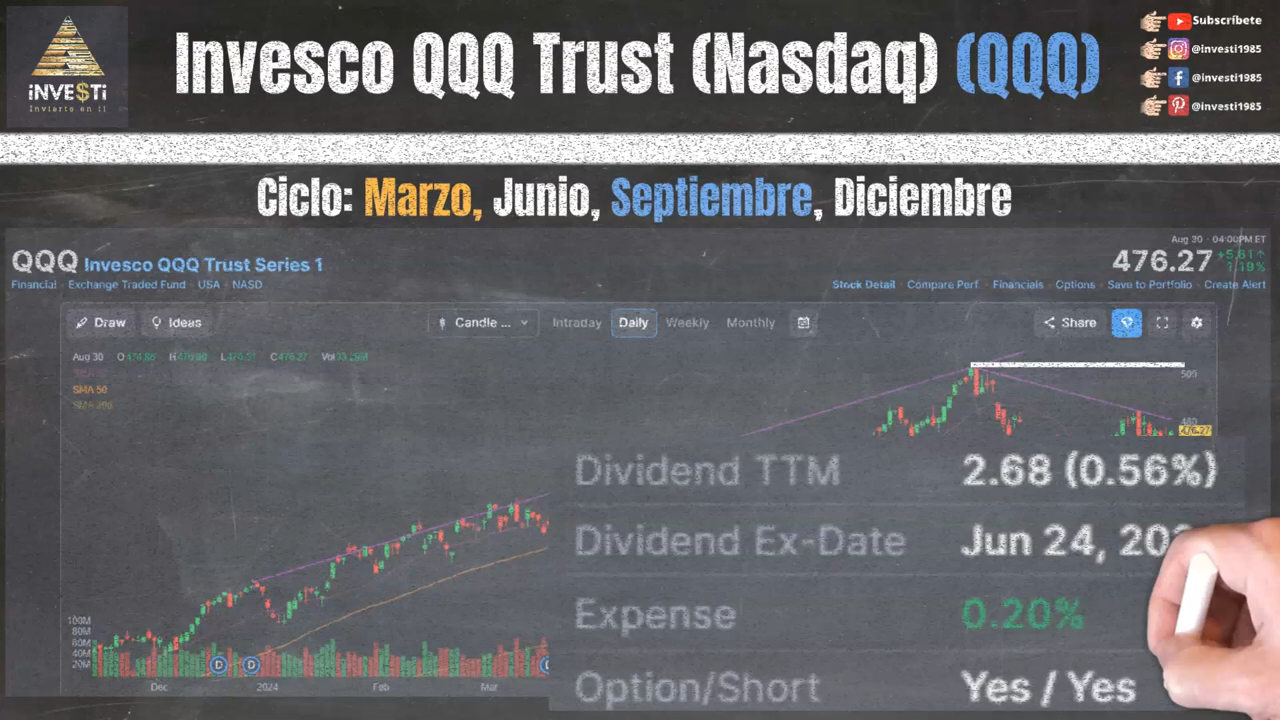 iNVE$Ti
Invierto en ti
Invesco QQQ Trust (Nasdaq) (QQQ)
Subscríbete
@investi1985
@investi1985
@investi1985
Ciclo: Marzo, Junio, Septiembre, Diciembre
QQQ Invesco QQQ Trust Series 1
Aug 30 · 04:00PM ET
476.27
1.19%
Financial · Exchange Traded Fund · USA · NASD
Stock Detail · Compare Perf. · Financials · Options · Save to Portfolio · Create Alert
Draw Ideas Candle ... Intraday Daily Weekly Monthly Share
Aug 30
SMA 50
SMA 200
476.27
Dividend TTM 2.68 (0.56%)
Dividend Ex-Date Jun 24,
Expense 0.20%
Option/Short Yes / Yes
100M
80M
60M
40M
20M
D D
Dec 2024 Feb Mar